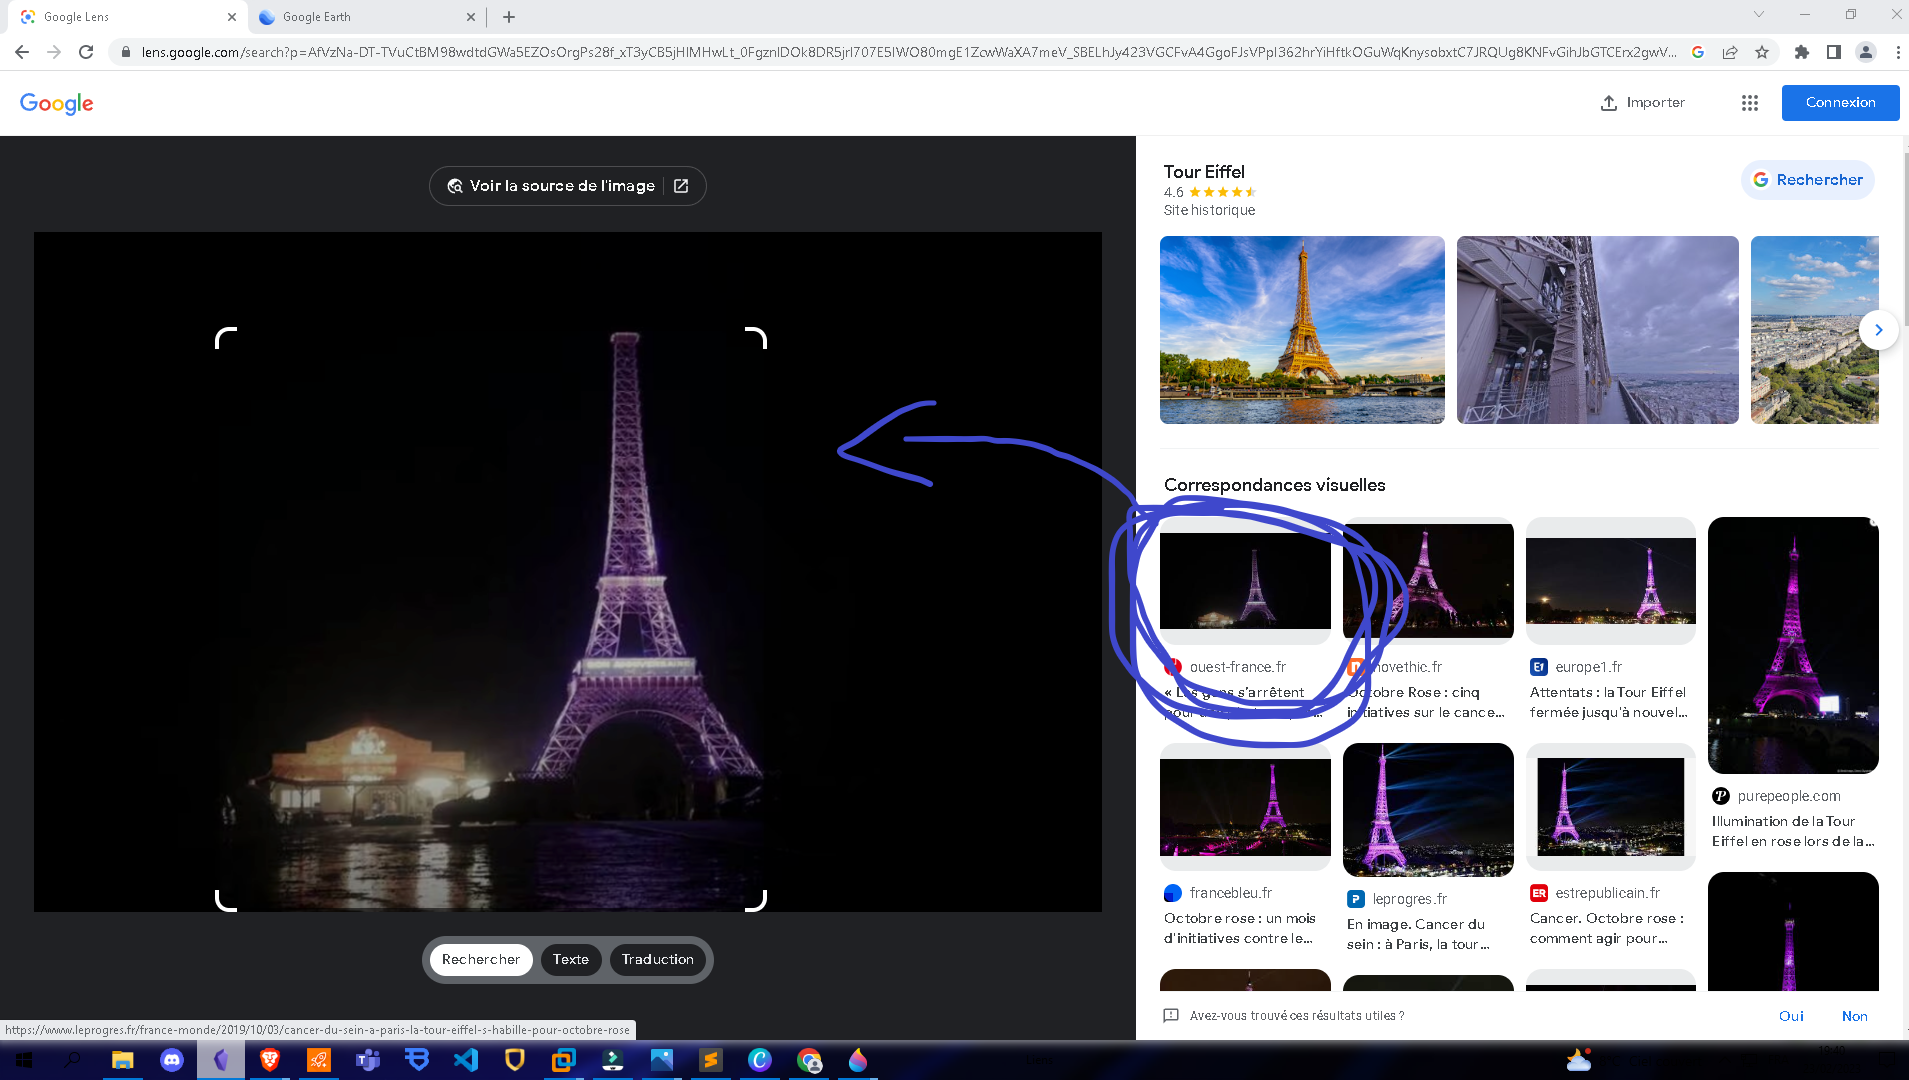 Google Lens
Google Earth
lens.google.com/search?p=AfVzNa-DT-TVuCtBM98wdtdGWa5EZOsOrgPs28f_xT3yCB5jHIMHwLt_0FgznIDOk8DR5jrI707E5IWO80mgE1ZcwWaXA7meV_SBELhJy423VGCFvA4GgoFJsVPpI362hrYiHftkOGuWqKnysobxtC7JRQUg8KNFvGihJbGTCErx2gwV...
Google
Importer
Connexion
Voir la source de l'image
Tour Eiffel
4.6
Site historique
Rechercher
Correspondances visuelles
BON ANNIVERSAIRE
ouest-france.fr
« Les gens s'arrêtent
pour
novethic.fr
Octobre Rose : cinq
initiatives sur le cance...
europe1.fr
Attentats : la Tour Eiffel
fermée jusqu'à nouvel...
purepeople.com
Illumination de la Tour
Eiffel en rose lors de la...
francebleu.fr
Octobre rose : un mois
d'initiatives contre le...
leprogres.fr
En image. Cancer du
sein : à Paris, la tour...
estrepublicain.fr
Cancer. Octobre rose :
comment agir pour...
Rechercher
Texte
Traduction
Avez-vous trouvé ces résultats utiles ?
Oui
Non
https://www.leprogres.fr/france-monde/2019/10/03/cancer-du-sein-a-paris-la-tour-eiffel-s-habille-pour-octobre-rose